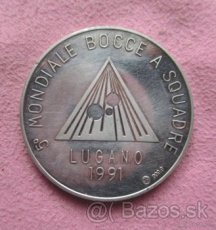 5° MONDIALE BOCCE A SQUADRE
LUGANO
1991
© Bazos.sk